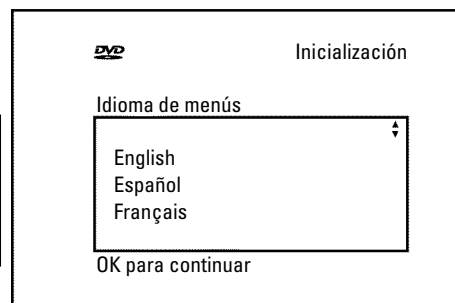 DVD
Inicialización
Idioma de menús
English
Español
Français
OK para continuar